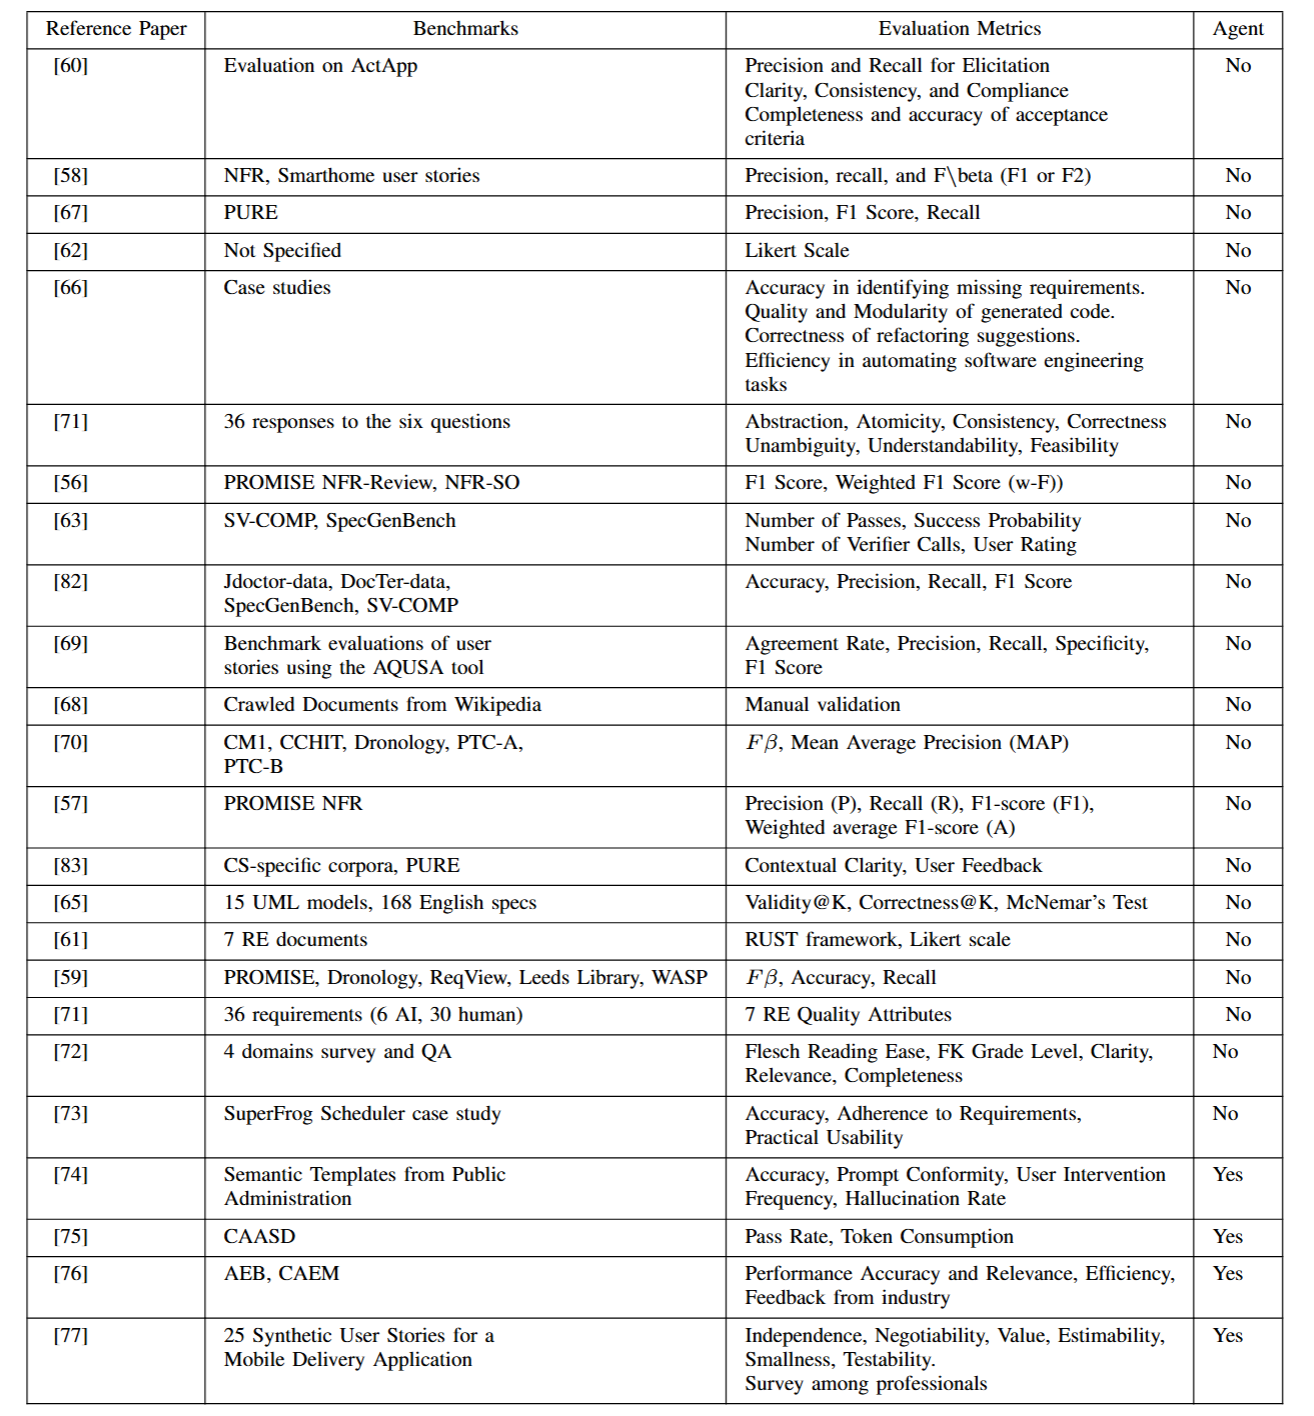 Reference Paper Benchmarks Evaluation Metrics Agent
[60] Evaluation on ActApp Precision and Recall for Elicitation No
Clarity, Consistency, and Compliance
Completeness and accuracy of acceptance
criteria
[58] NFR, Smarthome user stories Precision, recall, and F\beta (F1 or F2) No
[67] PURE Precision, F1 Score, Recall No
[62] Not Specified Likert Scale No
[66] Case studies Accuracy in identifying missing requirements. No
Quality and Modularity of generated code.
Correctness of refactoring suggestions.
Efficiency in automating software engineering
tasks
[71] 36 responses to the six questions Abstraction, Atomicity, Consistency, Correctness No
Unambiguity, Understandability, Feasibility
[56] PROMISE NFR-Review, NFR-SO F1 Score, Weighted F1 Score (w-F)) No
[63] SV-COMP, SpecGenBench Number of Passes, Success Probability No
Number of Verifier Calls, User Rating
[82] Jdoctor-data, DocTer-data, Accuracy, Precision, Recall, F1 Score No
SpecGenBench, SV-COMP
[69] Benchmark evaluations of user Agreement Rate, Precision, Recall, Specificity, No
stories using the AQUSA tool F1 Score
[68] Crawled Documents from Wikipedia Manual validation No
[70] CM1, CCHIT, Dronology, PTC-A, Fβ, Mean Average Precision (MAP) No
PTC-B
[57] PROMISE NFR Precision (P), Recall (R), F1-score (F1), No
Weighted average F1-score (A)
[83] CS-specific corpora, PURE Contextual Clarity, User Feedback No
[65] 15 UML models, 168 English specs Validity@K, Correctness@K, McNemar's Test No
[61] 7 RE documents RUST framework, Likert scale No
[59] PROMISE, Dronology, ReqView, Leeds Library, WASP Fβ, Accuracy, Recall No
[71] 36 requirements (6 AI, 30 human) 7 RE Quality Attributes No
[72] 4 domains survey and QA Flesch Reading Ease, FK Grade Level, Clarity, No
Relevance, Completeness
[73] SuperFrog Scheduler case study Accuracy, Adherence to Requirements, No
Practical Usability
[74] Semantic Templates from Public Accuracy, Prompt Conformity, User Intervention Yes
Administration Frequency, Hallucination Rate
[75] CAASD Pass Rate, Token Consumption Yes
[76] AEB, CAEM Performance Accuracy and Relevance, Efficiency, Yes
Feedback from industry
[77] 25 Synthetic User Stories for a Independence, Negotiability, Value, Estimability, Yes
Mobile Delivery Application Smallness, Testability.
Survey among professionals